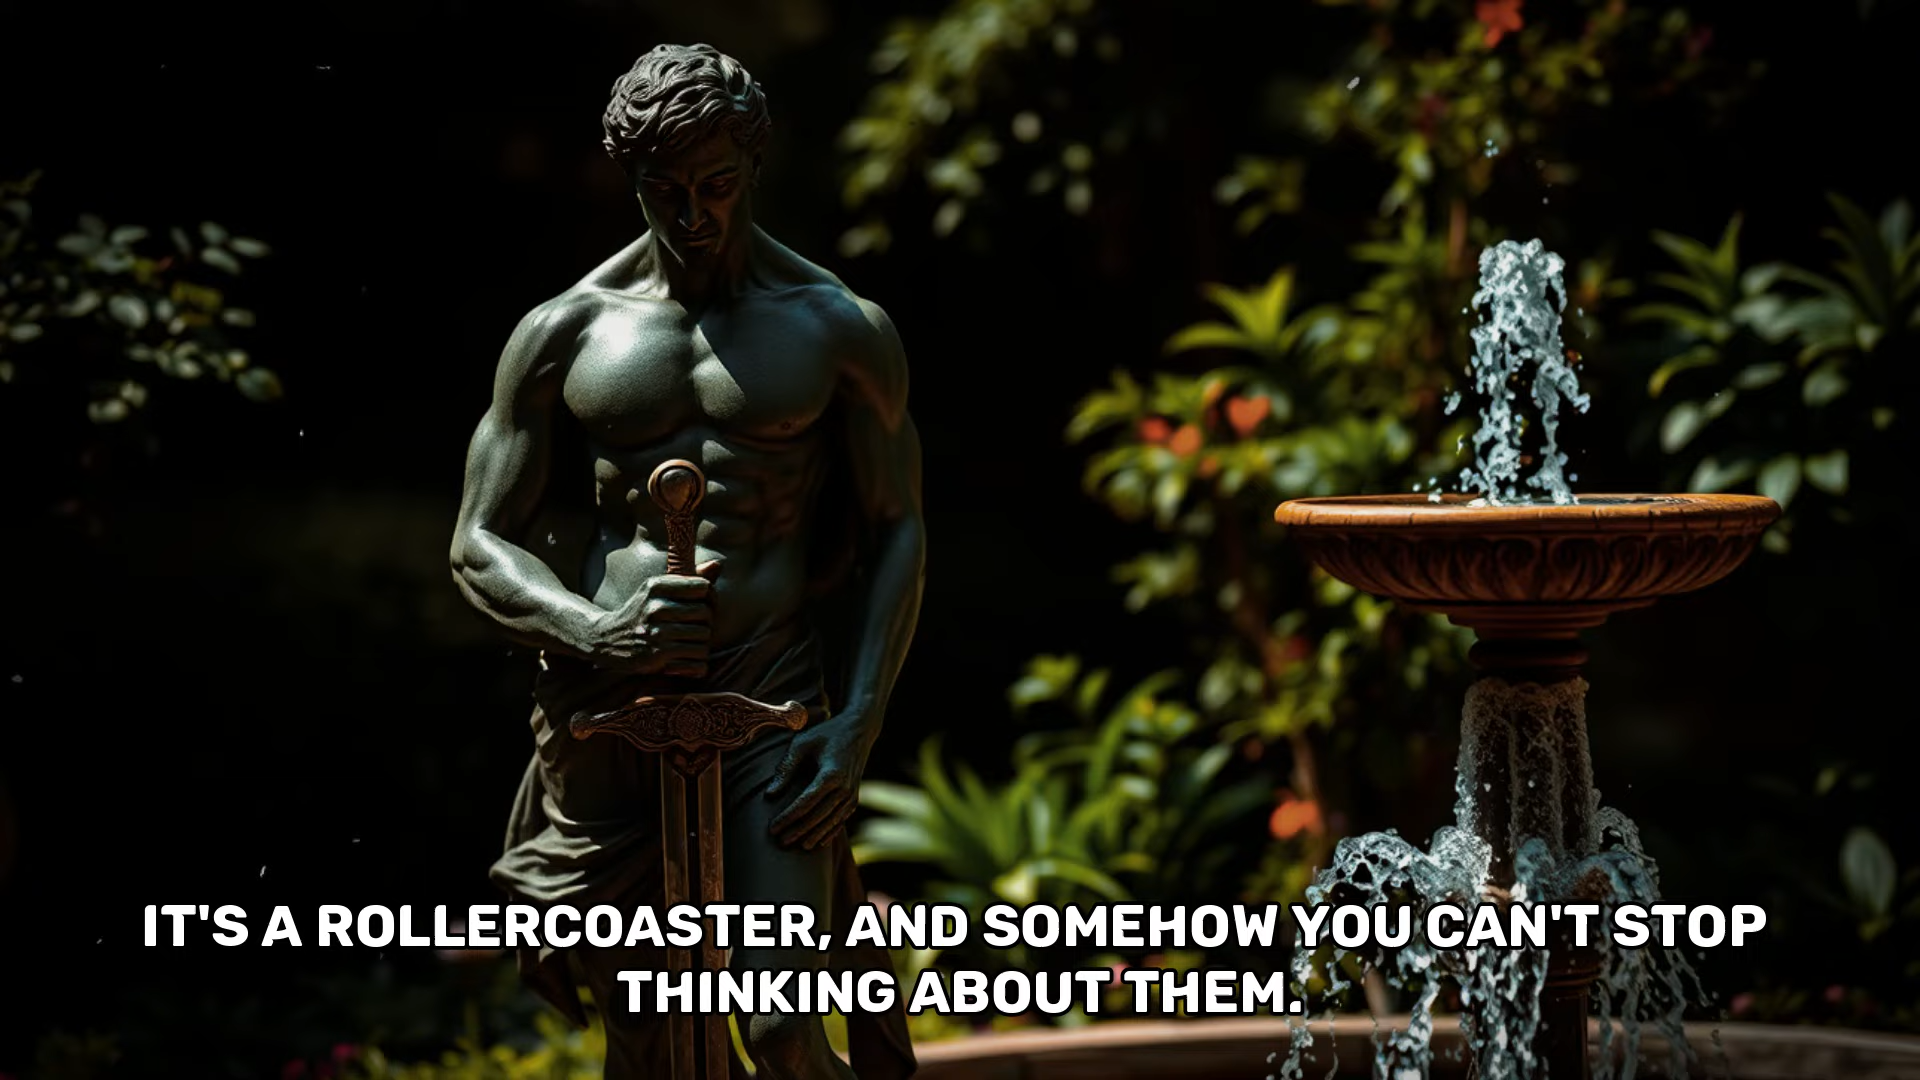 IT'S A ROLLERCOASTER, AND SOMEHOW YOU CAN'T STOP
THINKING ABOUT THEM.